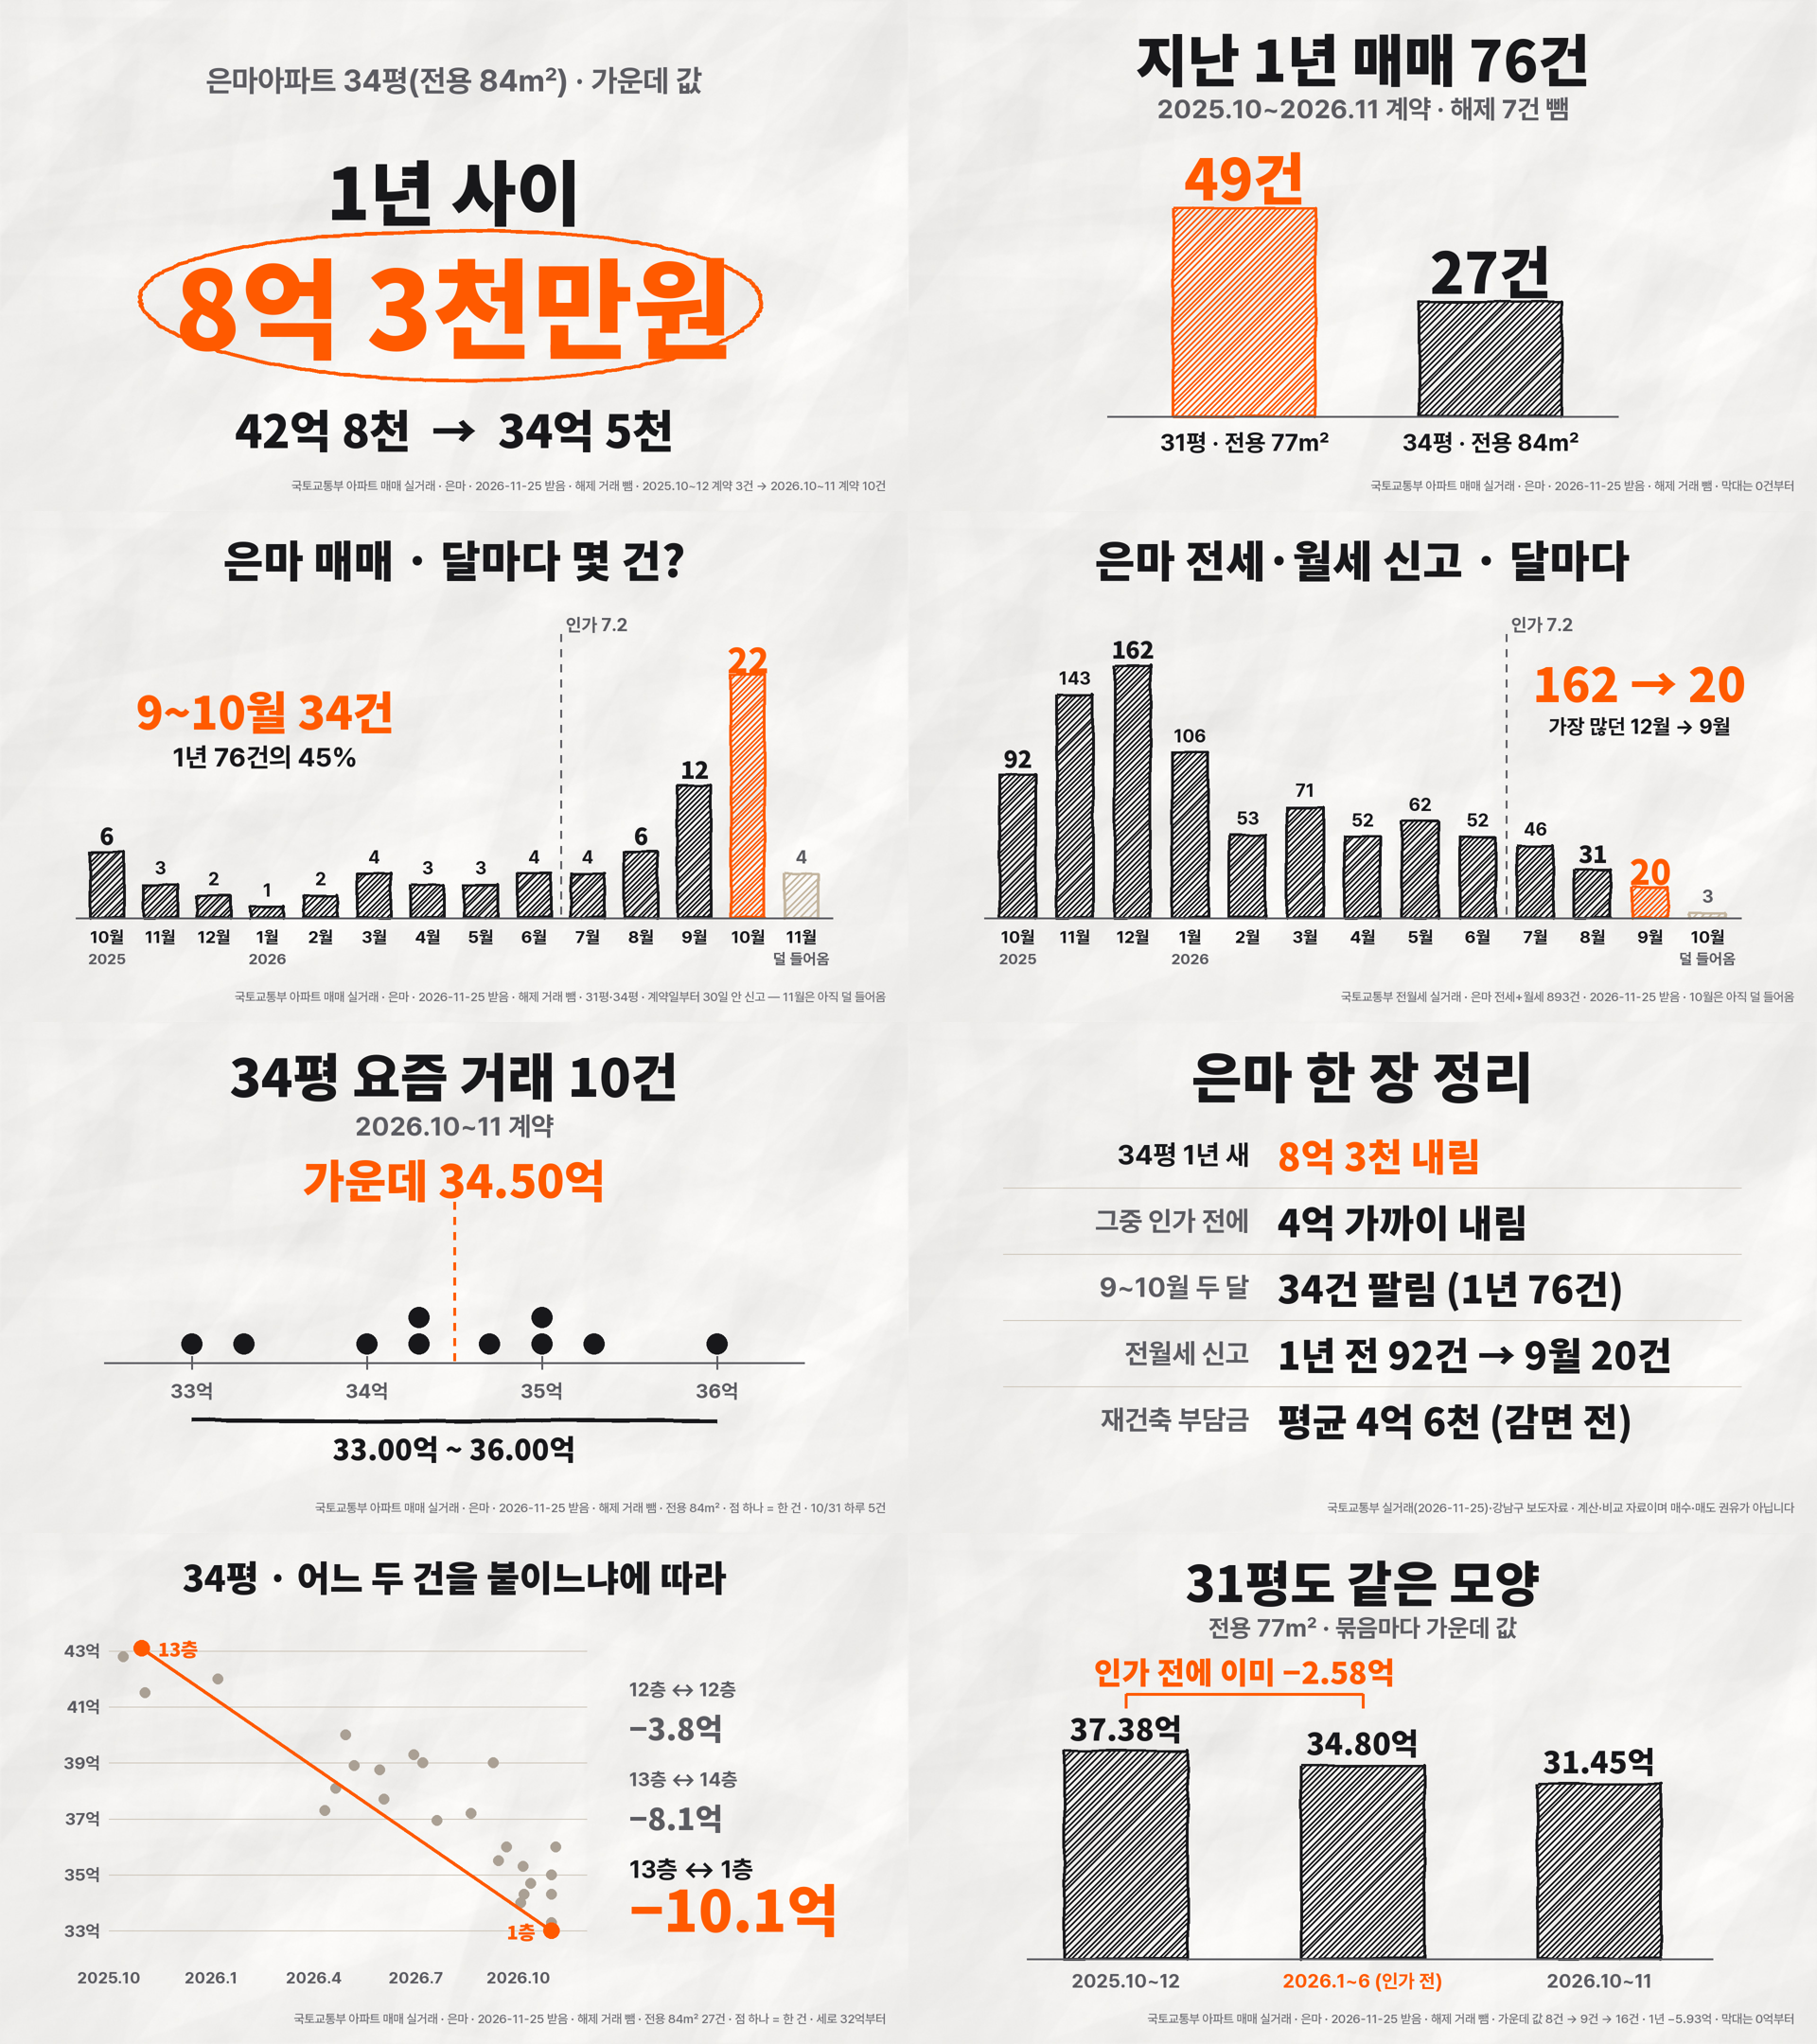 은마아파트 34평(전용 84m²) · 가운데 값
1년 사이
8억 3천만원
42억 8천 → 34억 5천
국토교통부 아파트 매매 실거래 · 은마 · 2026-11-25 받음 · 해제 거래 뺌 · 2025.10~12 계약 3건 → 2026.10~11 계약 10건
지난 1년 매매 76건
2025.10~2026.11 계약 · 해제 7건 뺌
49건
27건
31평 · 전용 77m²
34평 · 전용 84m²
국토교통부 아파트 매매 실거래 · 은마 · 2026-11-25 받음 · 해제 거래 뺌 · 막대는 0건부터
은마 매매 · 달마다 몇 건?
인가 7.2
9~10월 34건
1년 76건의 45%
6 3 2 1 2 4 3 3 4 4 6 12 22 4
10월 11월 12월 1월 2월 3월 4월 5월 6월 7월 8월 9월 10월 11월
2025 2026 덜 들어옴
국토교통부 아파트 매매 실거래 · 은마 · 2026-11-25 받음 · 해제 거래 뺌 · 31평·34평 · 계약일부터 30일 안 신고 — 11월은 아직 덜 들어옴
은마 전세·월세 신고 · 달마다
인가 7.2
162 → 20
가장 많던 12월 → 9월
92 143 162 106 53 71 52 62 52 46 31 20 3
10월 11월 12월 1월 2월 3월 4월 5월 6월 7월 8월 9월 10월
2025 2026 덜 들어옴
국토교통부 전월세 실거래 · 은마 전세+월세 893건 · 2026-11-25 받음 · 10월은 아직 덜 들어옴
34평 요즘 거래 10건
2026.10~11 계약
가운데 34.50억
33억 34억 35억 36억
33.00억 ~ 36.00억
국토교통부 아파트 매매 실거래 · 은마 · 2026-11-25 받음 · 해제 거래 뺌 · 전용 84m² · 점 하나 = 한 건 · 10/31 하루 5건
은마 한 장 정리
34평 1년 새 8억 3천 내림
그중 인가 전에 4억 가까이 내림
9~10월 두 달 34건 팔림 (1년 76건)
전월세 신고 1년 전 92건 → 9월 20건
재건축 부담금 평균 4억 6천 (감면 전)
국토교통부 실거래(2026-11-25)·강남구 보도자료 · 계산·비교 자료이며 매수·매도 권유가 아닙니다
34평 · 어느 두 건을 붙이느냐에 따라
43억
41억
39억
37억
35억
33억
13층
1층
2025.10 2026.1 2026.4 2026.7 2026.10
12층 ↔ 12층
−3.8억
13층 ↔ 14층
−8.1억
13층 ↔ 1층
−10.1억
국토교통부 아파트 매매 실거래 · 은마 · 2026-11-25 받음 · 해제 거래 뺌 · 전용 84m² 27건 · 점 하나 = 한 건 · 세로 32억부터
31평도 같은 모양
전용 77m² · 묶음마다 가운데 값
인가 전에 이미 −2.58억
37.38억
34.80억
31.45억
2025.10~12
2026.1~6 (인가 전)
2026.10~11
국토교통부 아파트 매매 실거래 · 은마 · 2026-11-25 받음 · 해제 거래 뺌 · 가운데 값 8건 → 9건 → 16건 · 1년 −5.93억 · 막대는 0억부터